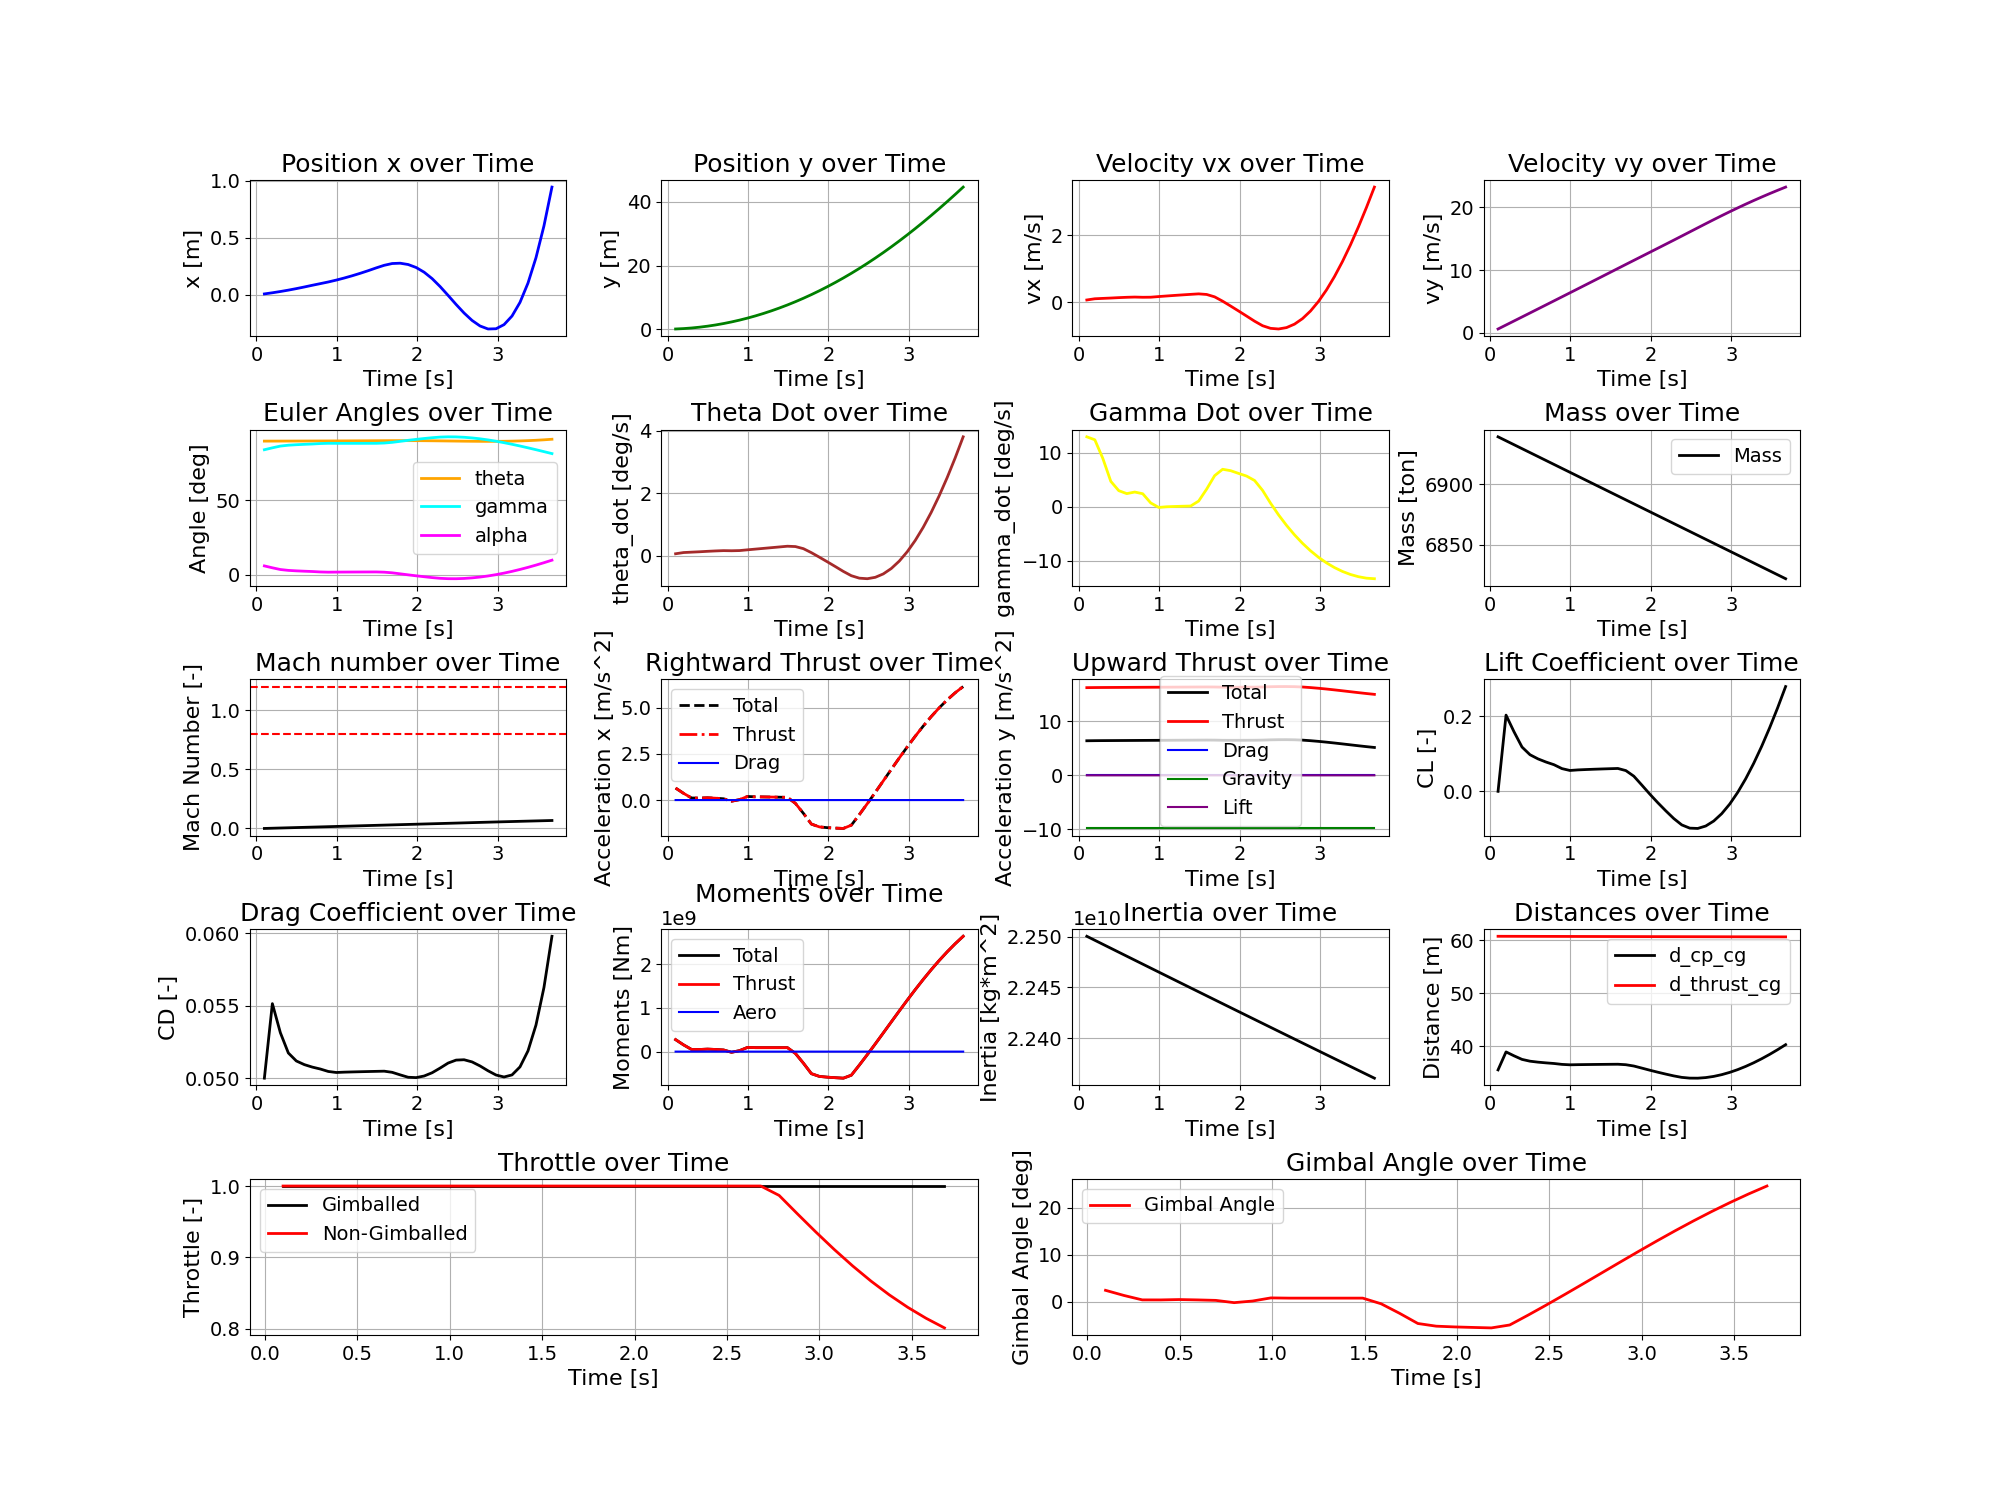 Position x over Time
x [m]
1.0
0.5
0.0
0 1 2 3
Time [s]
Position y over Time
y [m]
40
20
0
0 1 2 3
Time [s]
Velocity vx over Time
vx [m/s]
2
0
0 1 2 3
Time [s]
Velocity vy over Time
vy [m/s]
20
10
0
0 1 2 3
Time [s]
Euler Angles over Time
Angle [deg]
50
0
theta
gamma
alpha
0 1 2 3
Time [s]
Theta Dot over Time
theta_dot [deg/s]
4
2
0
0 1 2 3
Time [s]
Gamma Dot over Time
gamma_dot [deg/s]
10
0
−10
0 1 2 3
Time [s]
Mass over Time
Mass [ton]
6900
6850
Mass
0 1 2 3
Time [s]
Mach number over Time
Mach Number [-]
1.0
0.5
0.0
0 1 2 3
Time [s]
Rightward Thrust over Time
Acceleration x [m/s^2]
5.0
2.5
0.0
Total
Thrust
Drag
0 1 2 3
Time [s]
Upward Thrust over Time
Acceleration y [m/s^2]
10
0
−10
Total
Thrust
Drag
Gravity
Lift
0 1 2 3
Time [s]
Lift Coefficient over Time
CL [-]
0.2
0.0
0 1 2 3
Time [s]
Drag Coefficient over Time
CD [-]
0.060
0.055
0.050
0 1 2 3
Time [s]
Moments over Time
1e9
Moments [Nm]
2
1
0
Total
Thrust
Aero
0 1 2 3
Time [s]
Inertia over Time
1e10
Inertia [kg*m^2]
2.250
2.245
2.240
0 1 2 3
Time [s]
Distances over Time
Distance [m]
60
50
40
d_cp_cg
d_thrust_cg
0 1 2 3
Time [s]
Throttle over Time
Throttle [-]
1.0
0.9
0.8
Gimballed
Non-Gimballed
0.0 0.5 1.0 1.5 2.0 2.5 3.0 3.5
Time [s]
Gimbal Angle over Time
Gimbal Angle [deg]
20
10
0
Gimbal Angle
0.0 0.5 1.0 1.5 2.0 2.5 3.0 3.5
Time [s]